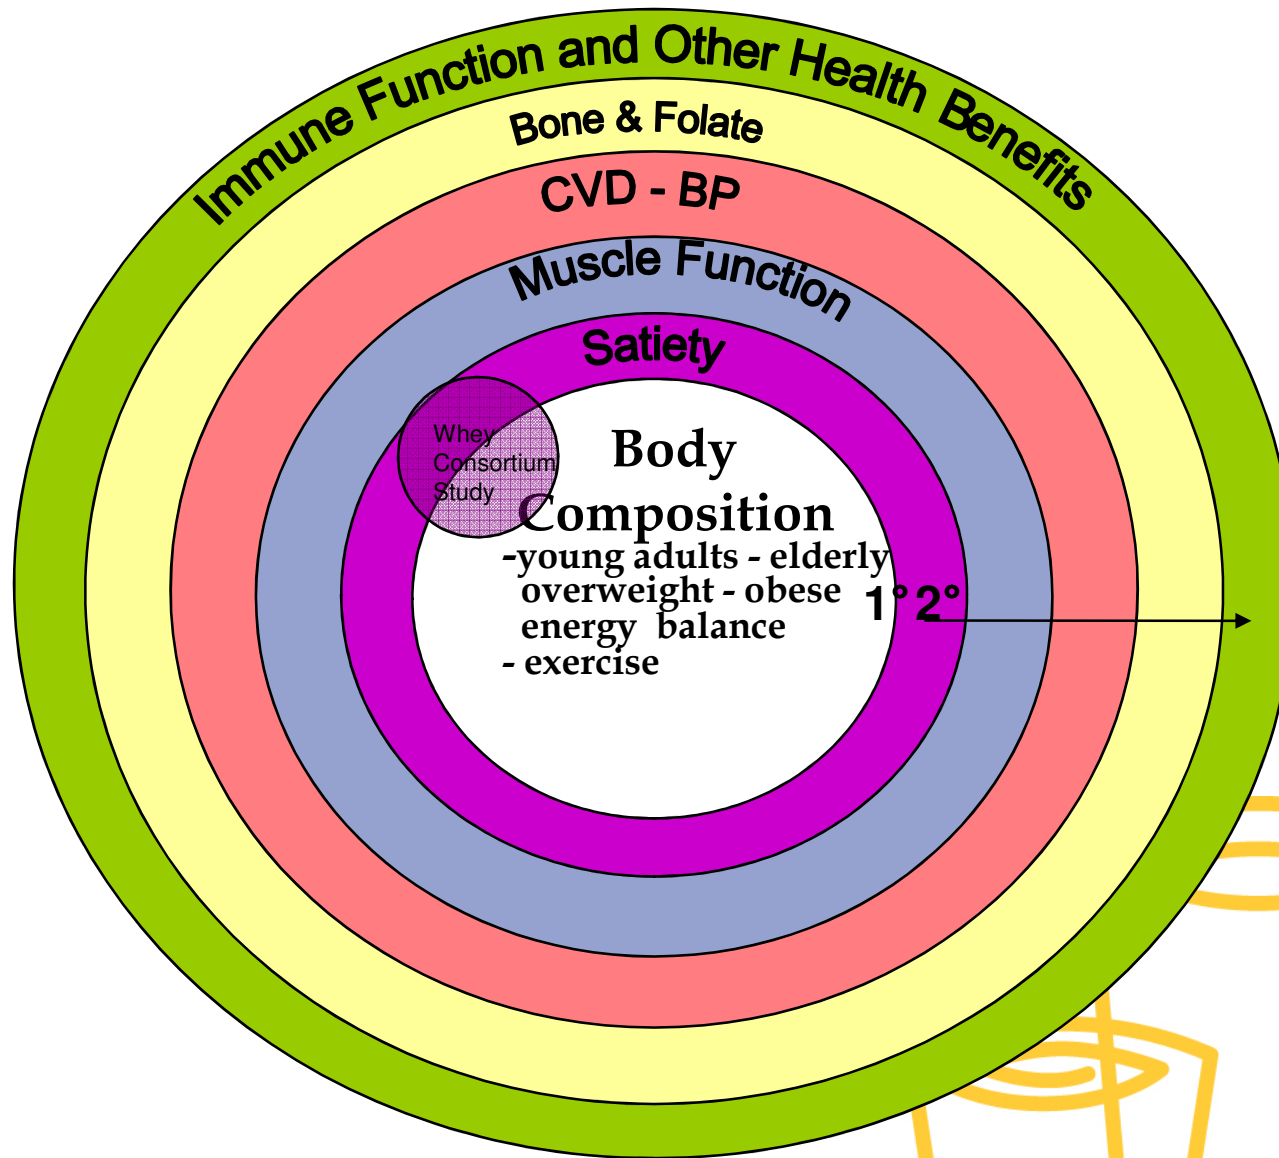 Immune Function and Other Health Benefits
Bone & Folate
CVD - BP
Muscle Function
Satiety
Whey
Consortium
Study
Body
Composition
-young adults - elderly
overweight - obese
energy balance
- exercise
1° 2°